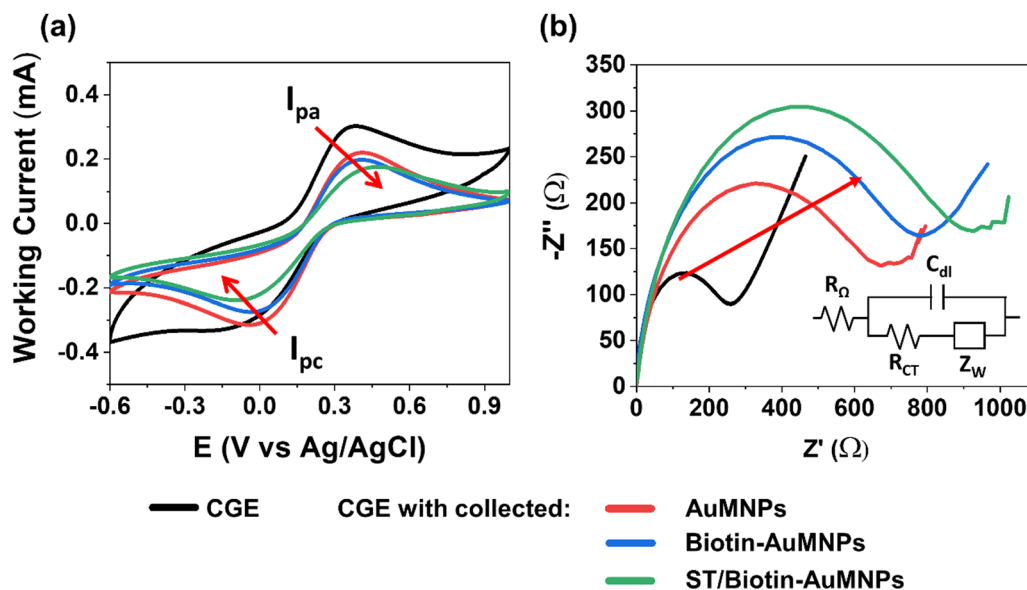 (a)
Working Current (mA)
0.4
0.2
0.0
-0.2
-0.4
-0.6
-0.3
0.0
0.3
0.6
0.9
E (V vs Ag/AgCl)
Ipa
Ipc
(b)
-Z'' (Ω)
350
300
250
200
150
100
50
0
0
200
400
600
800
1000
Z' (Ω)
RΩ
Cdl
RCT
ZW
CGE
CGE with collected:
AuMNPs
Biotin-AuMNPs
ST/Biotin-AuMNPs